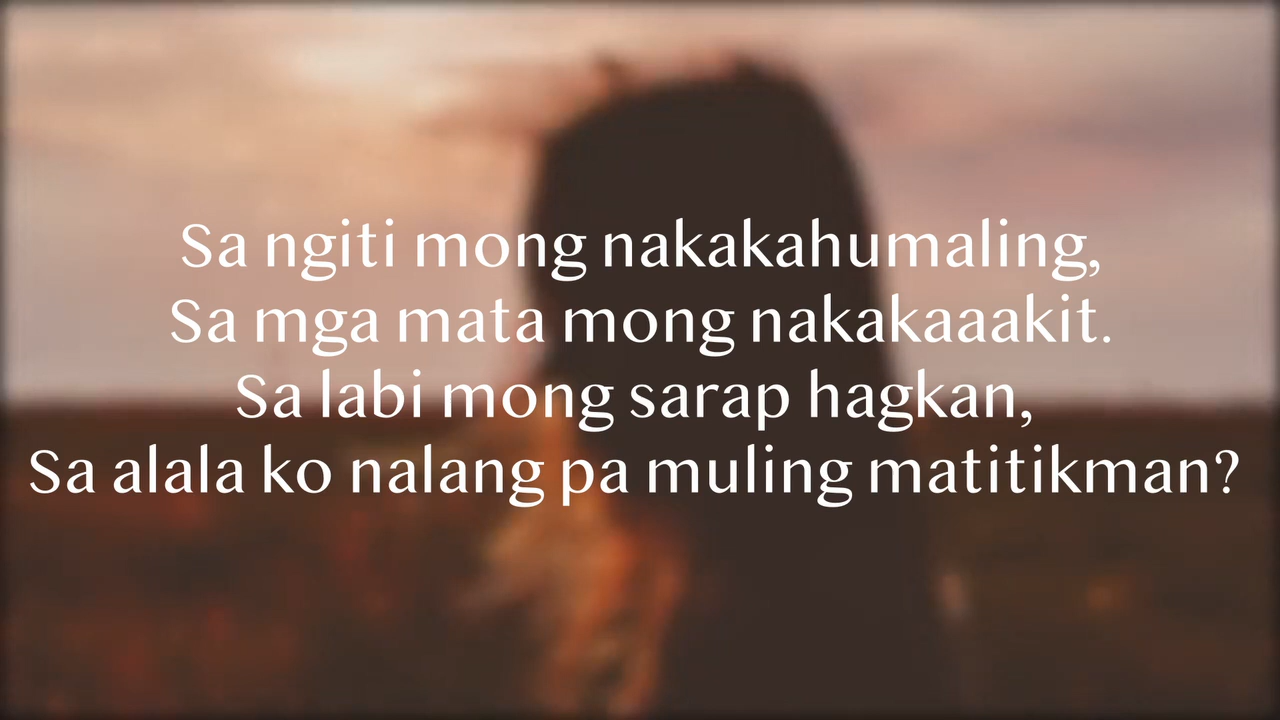 Sa ngiti mong nakakahumaling,
Sa mga mata mong nakakaaakit.
Sa labi mong sarap hagkan,
Sa alala ko nalang pa muling matitikman?